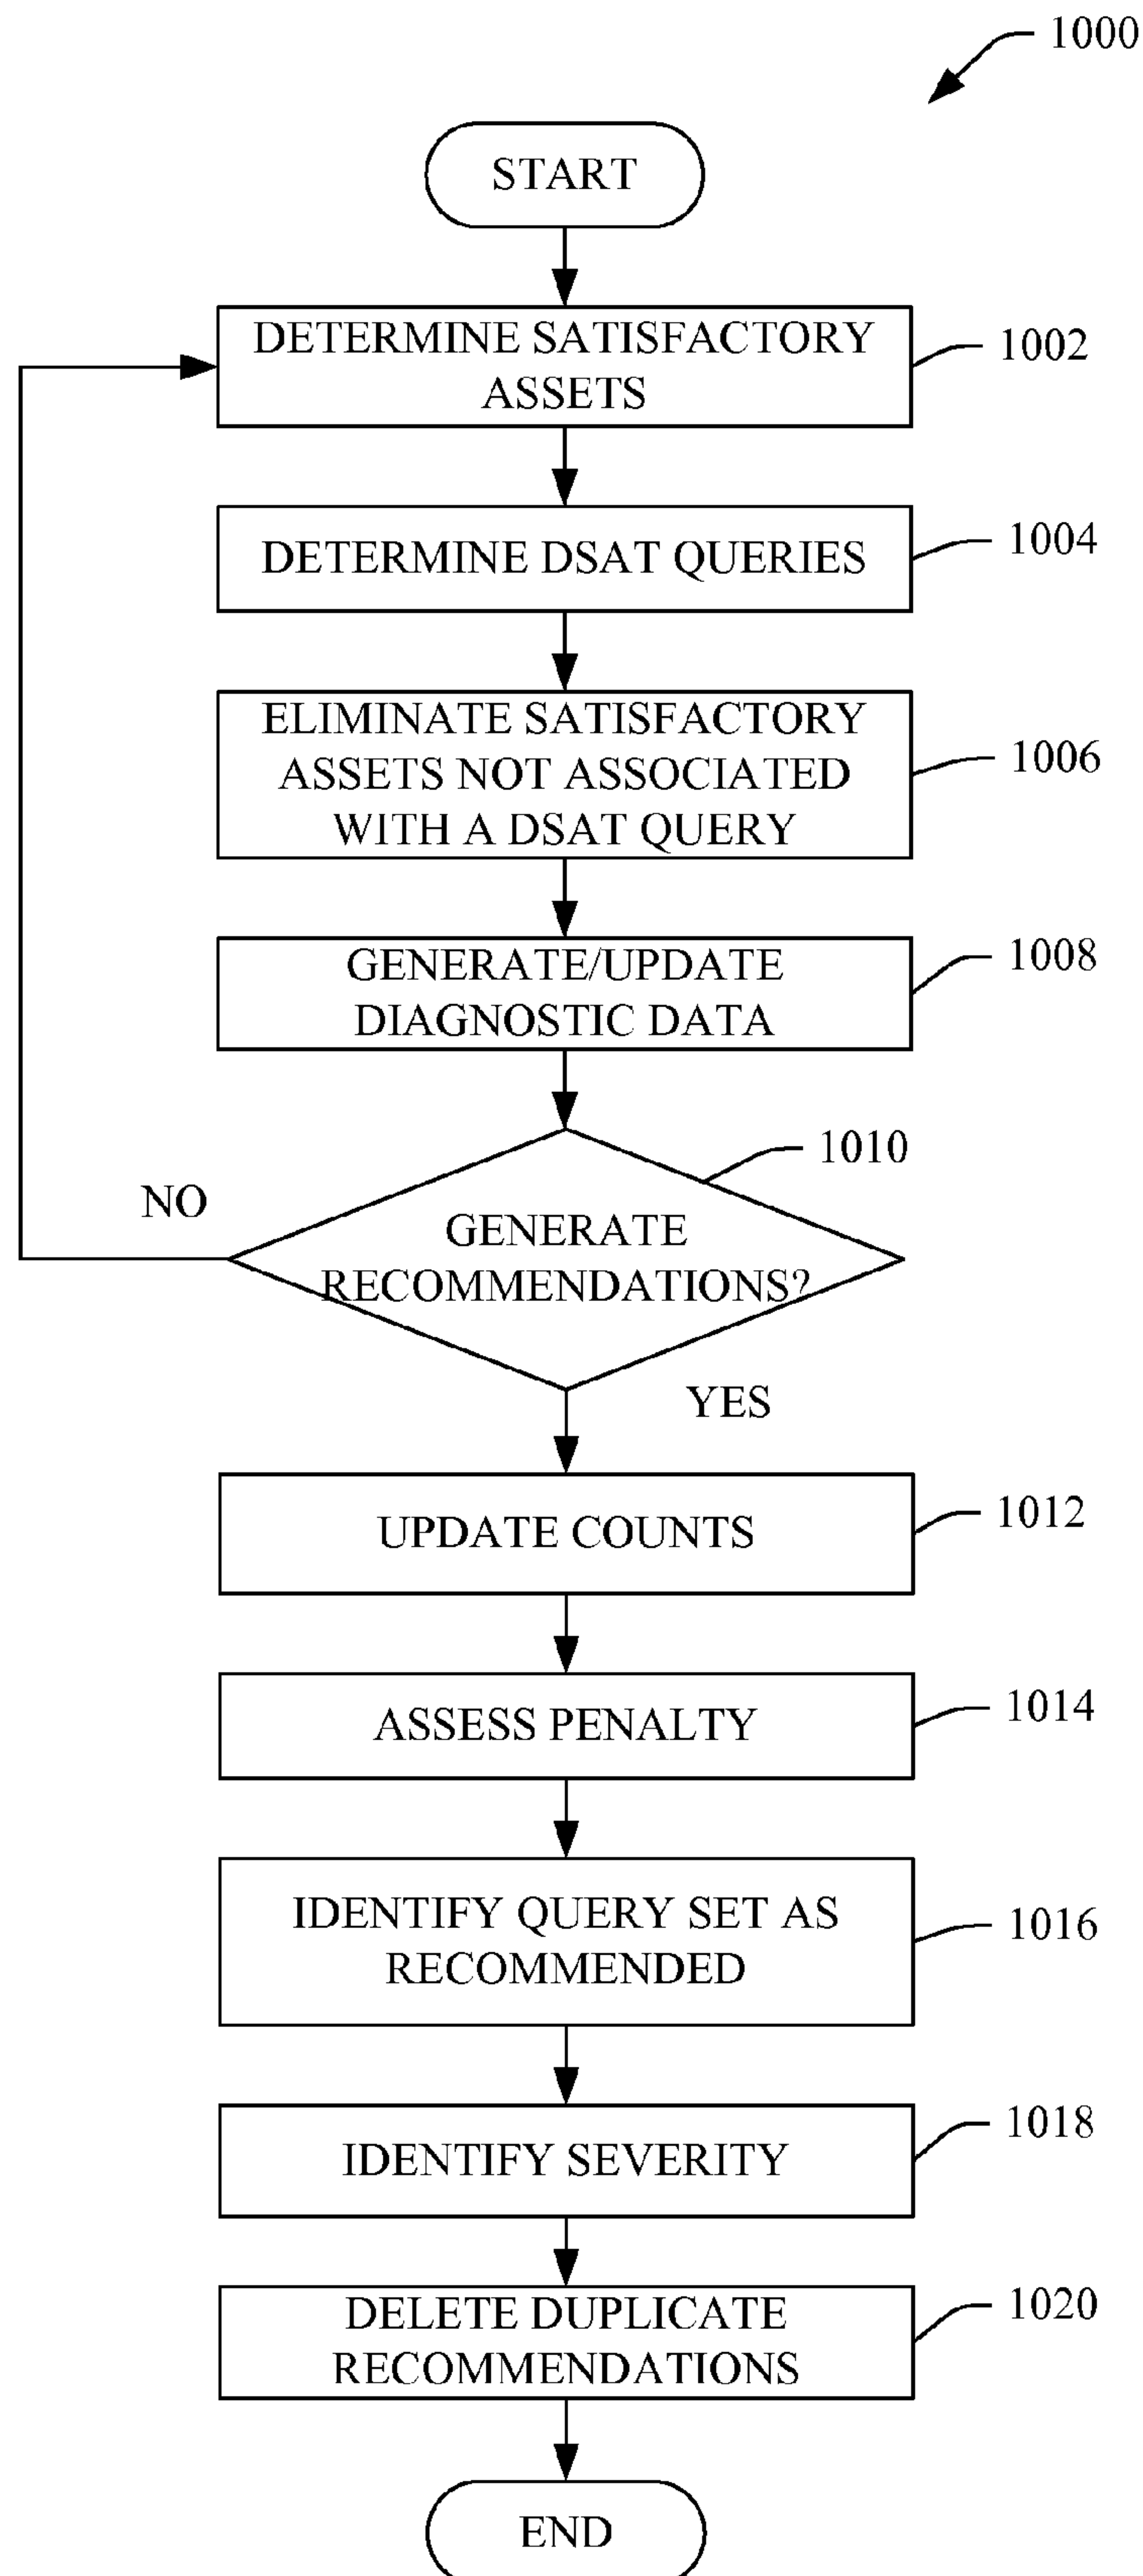 1000
START
DETERMINE SATISFACTORY
ASSETS
1002
DETERMINE DSAT QUERIES
1004
ELIMINATE SATISFACTORY
ASSETS NOT ASSOCIATED
WITH A DSAT QUERY
1006
GENERATE/UPDATE
DIAGNOSTIC DATA
1008
GENERATE
RECOMMENDATIONS?
1010
NO
YES
UPDATE COUNTS
1012
ASSESS PENALTY
1014
IDENTIFY QUERY SET AS
RECOMMENDED
1016
IDENTIFY SEVERITY
1018
DELETE DUPLICATE
RECOMMENDATIONS
1020
END